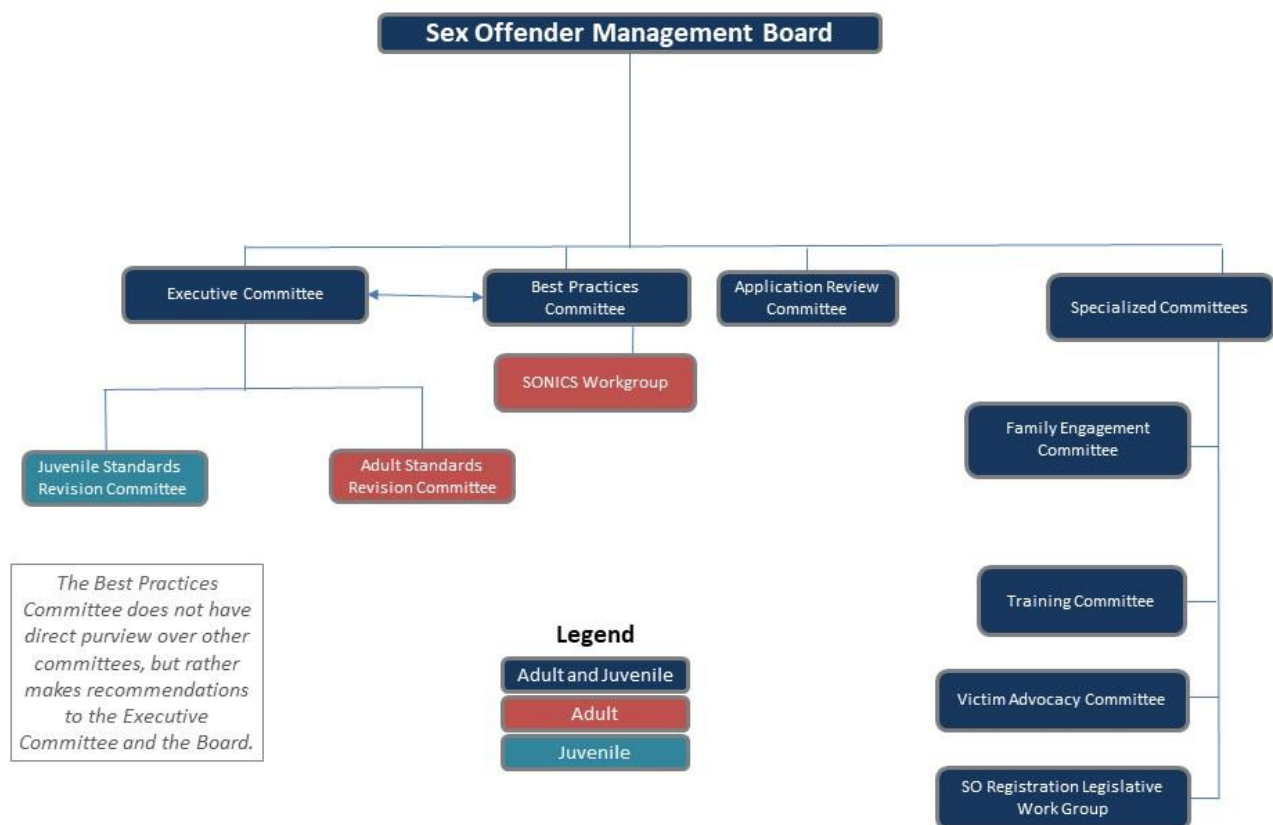 Sex Offender Management Board
Executive Committee
Best Practices
Committee
Application Review
Committee
Specialized Committees
SONICS Workgroup
Juvenile Standards
Revision Committee
Adult Standards
Revision Committee
Family Engagement
Committee
Training Committee
Victim Advocacy Committee
SO Registration Legislative
Work Group
The Best Practices
Committee does not have
direct purview over other
committees, but rather
makes recommendations
to the Executive
Committee and the Board.
Legend
Adult and Juvenile
Adult
Juvenile